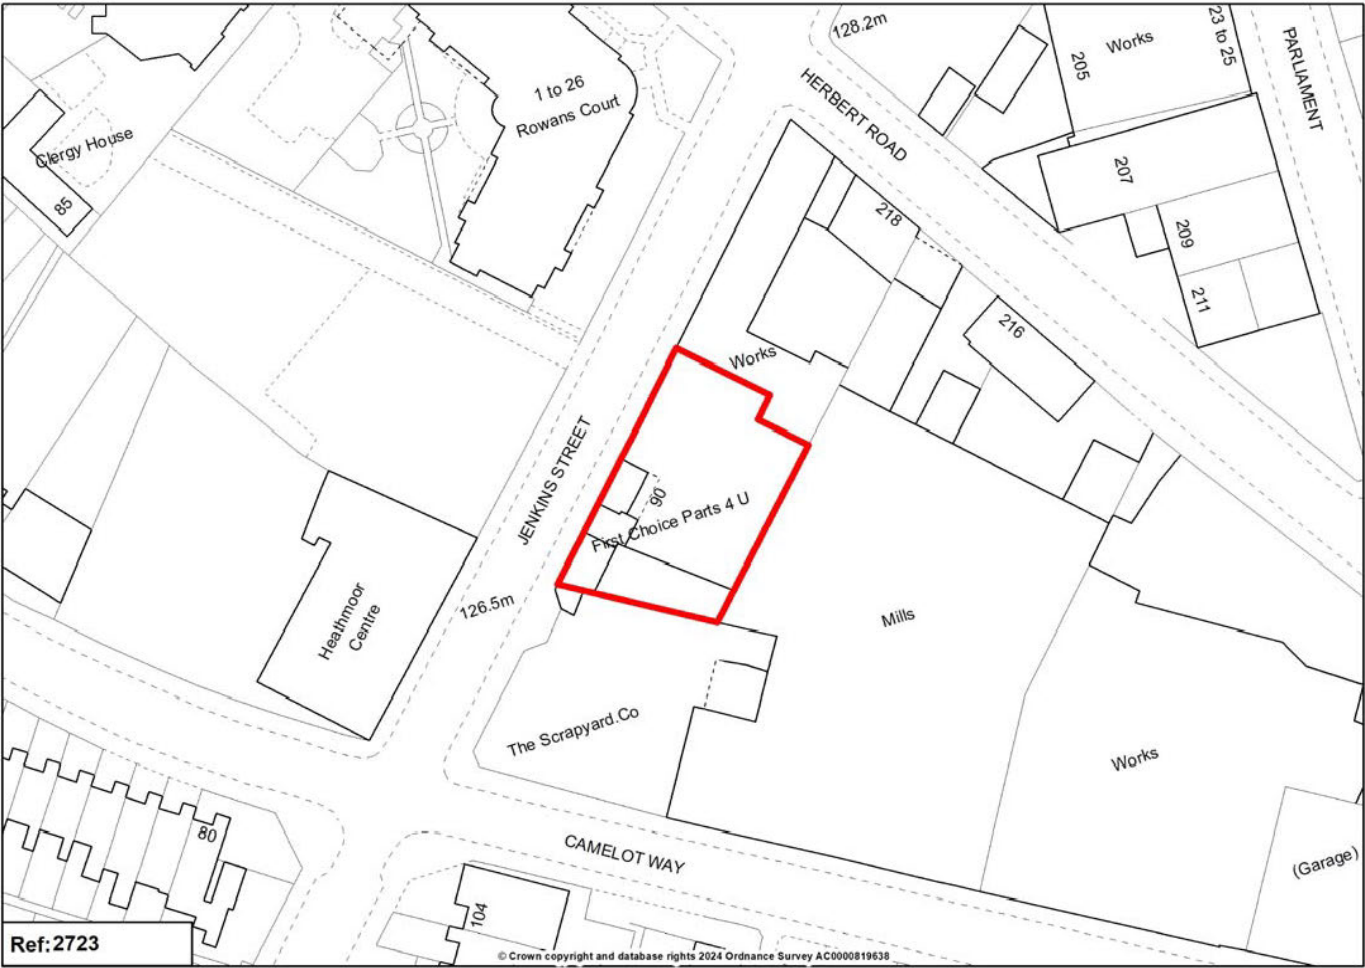 128.2m
23 to 25
PARLIAMENT
Works
205
1 to 26
Rowans Court
HERBERT ROAD
Clergy House
85
207
218
209
211
216
Works
JENKINS STREET
90
First Choice Parts 4 U
126.5m
Heathmoor
Centre
Mills
The Scrapyard.Co
Works
80
CAMELOT WAY
(Garage)
104
Ref:2723
© Crown copyright and database rights 2024 Ordnance Survey AC0000819638